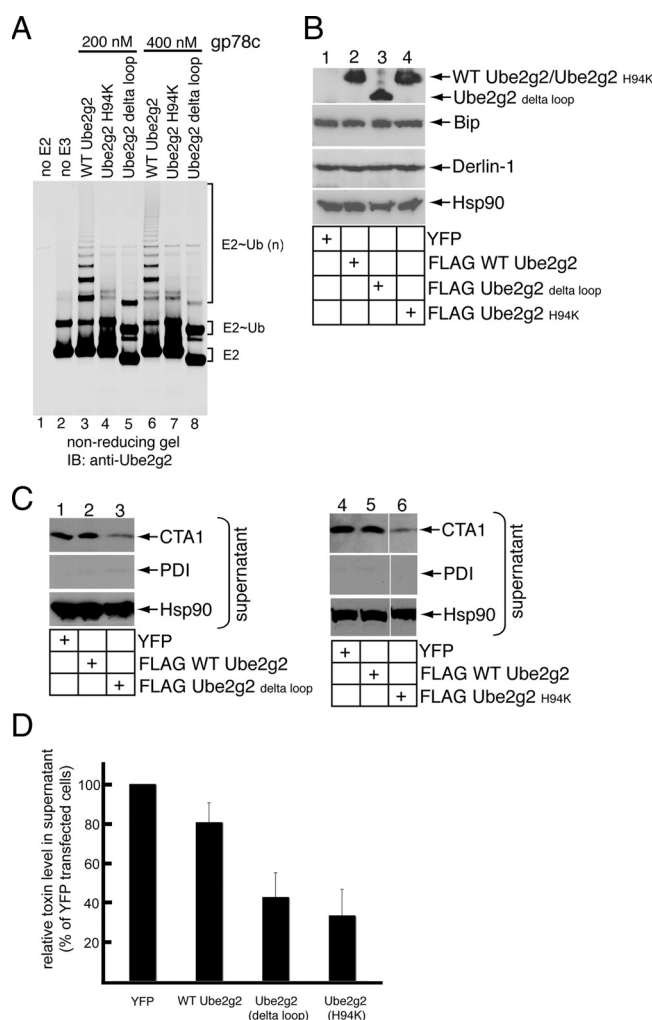 A
200 nM
400 nM
gp78c
no E2
no E3
WT Ube2g2
Ube2g2 H94K
Ube2g2 delta loop
WT Ube2g2
Ube2g2 H94K
Ube2g2 delta loop
E2~Ub (n)
E2~Ub
E2
1 2 3 4 5 6 7 8
non-reducing gel
IB: anti-Ube2g2
B
1 2 3 4
WT Ube2g2/Ube2g2 H94K
Ube2g2 delta loop
Bip
Derlin-1
Hsp90
+ YFP
+ FLAG WT Ube2g2
+ FLAG Ube2g2 delta loop
+ FLAG Ube2g2 H94K
C
1 2 3
CTA1
PDI
Hsp90
supernatant
+ YFP
+ FLAG WT Ube2g2
+ FLAG Ube2g2 delta loop
4 5 6
CTA1
PDI
Hsp90
supernatant
+ YFP
+ FLAG WT Ube2g2
+ FLAG Ube2g2 H94K
D
relative toxin level in supernatant
(% of YFP transfected cells)
100
80
60
40
20
YFP
WT Ube2g2
Ube2g2
(delta loop)
Ube2g2
(H94K)